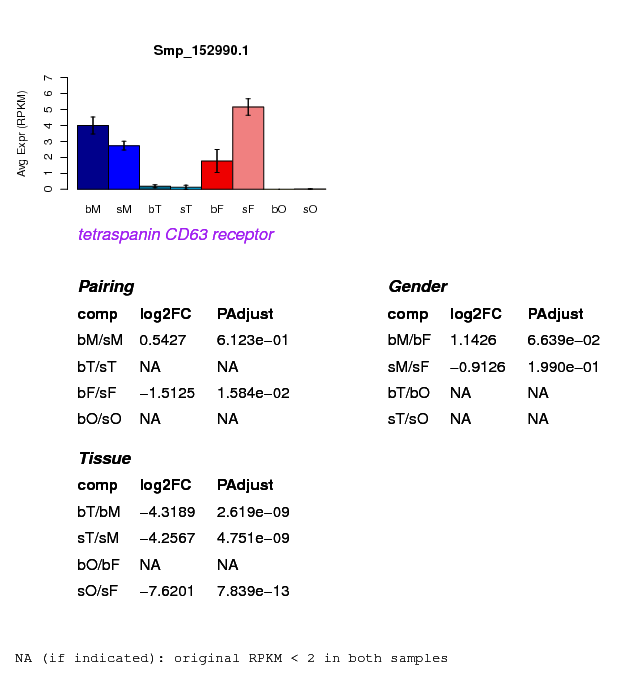 Smp_152990.1
Avg Expr (RPKM)
0 1 2 3 4 5 6 7
bM sM bT sT bF sF bO sO
tetraspanin CD63 receptor
Pairing
comp log2FC PAdjust
bM/sM 0.5427 6.123e−01
bT/sT NA NA
bF/sF −1.5125 1.584e−02
bO/sO NA NA
Gender
comp log2FC PAdjust
bM/bF 1.1426 6.639e−02
sM/sF −0.9126 1.990e−01
bT/bO NA NA
sT/sO NA NA
Tissue
comp log2FC PAdjust
bT/bM −4.3189 2.619e−09
sT/sM −4.2567 4.751e−09
bO/bF NA NA
sO/sF −7.6201 7.839e−13
NA (if indicated): original RPKM < 2 in both samples